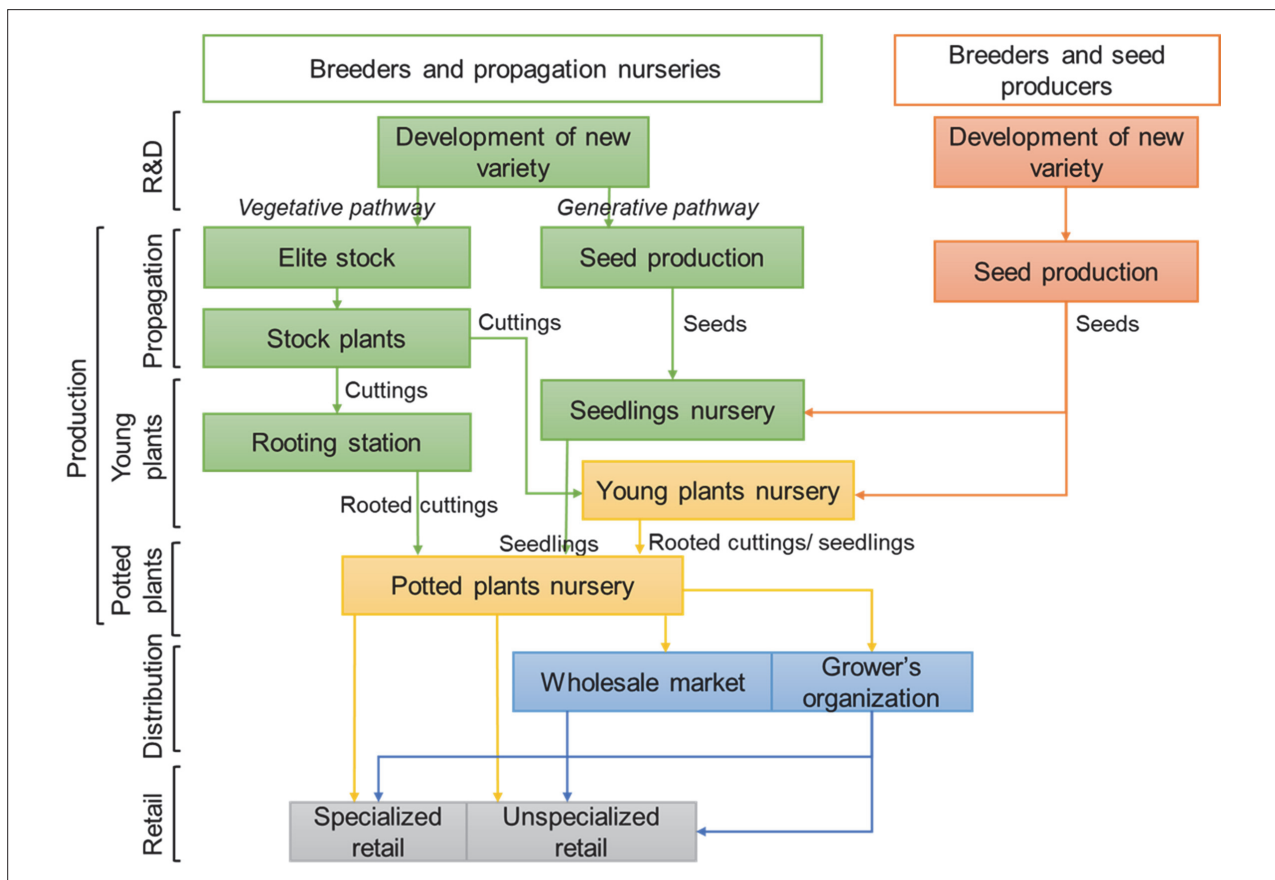 Breeders and propagation nurseries
Breeders and seed
producers
R&D
Development of new
variety
Development of new
variety
Vegetative pathway
Generative pathway
Production
Propagation
Elite stock
Seed production
Seed production
Stock plants
Cuttings
Seeds
Seeds
Cuttings
Young
plants
Seedlings nursery
Rooting station
Young plants nursery
Rooted cuttings
Seedlings
Rooted cuttings/ seedlings
Potted
plants
Potted plants nursery
Distribution
Wholesale market
Grower’s
organization
Retail
Specialized
retail
Unspecialized
retail